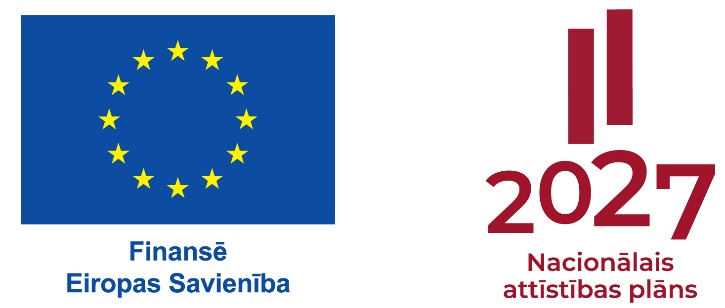 Finansē
Eiropas Savienība
2027
Nacionālais
attīstības plāns